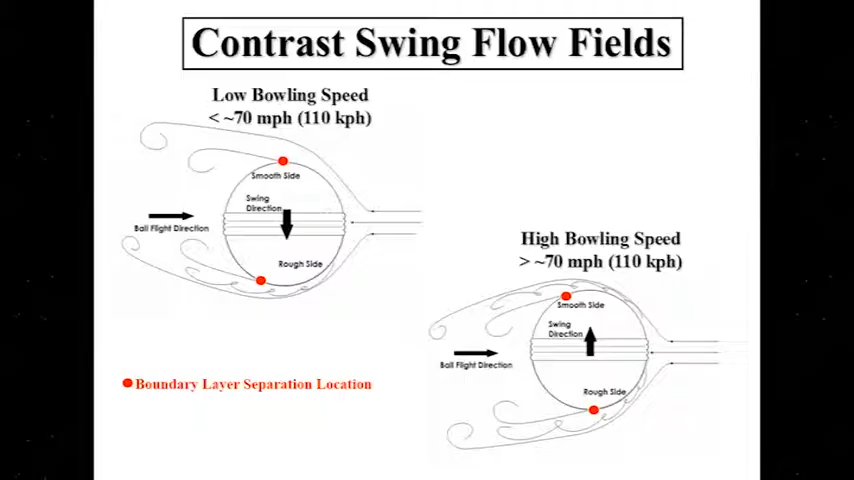 Contrast Swing Flow Fields
Low Bowling Speed
< ~70 mph (110 kph)
Smooth Side
Swing
Direction
Ball Flight Direction
Rough Side
High Bowling Speed
> ~70 mph (110 kph)
Smooth Side
Swing
Direction
Ball Flight Direction
Rough Side
Boundary Layer Separation Location